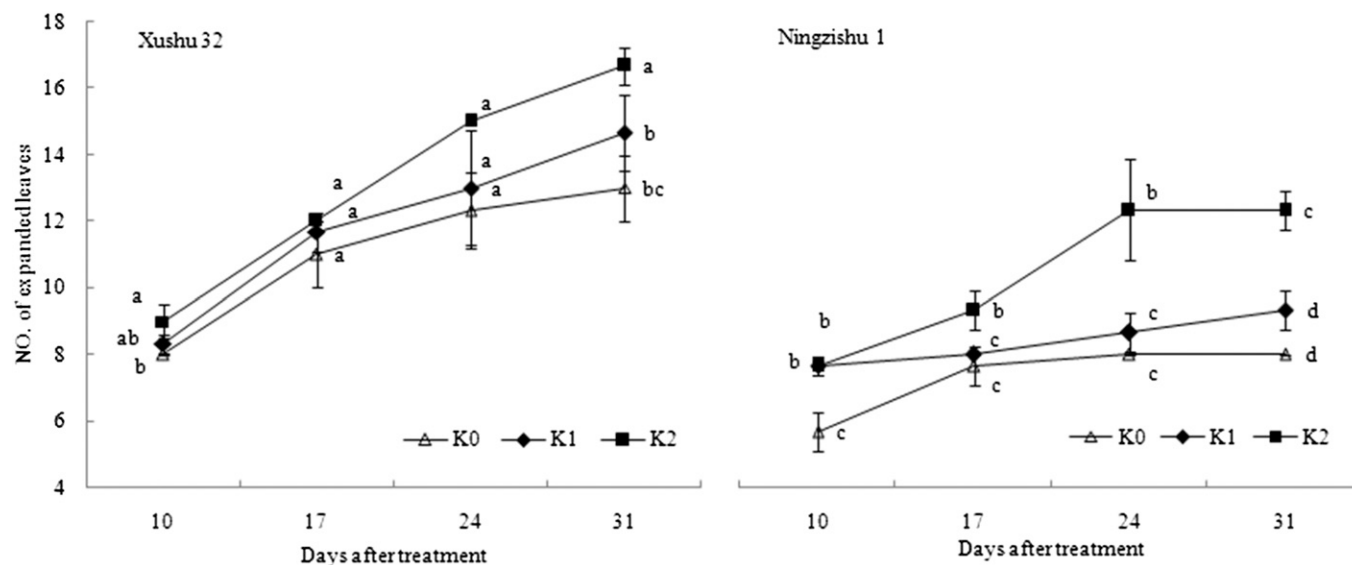 Xushu 32
Ningzishu 1
NO. of expanded leaves
18
16
14
12
10
8
6
4
a
ab
b
a
a
a
a
a
a
a
b
bc
b
b
c
b
c
c
b
c
c
c
d
d
K0 K1 K2
K0 K1 K2
10 17 24 31
10 17 24 31
Days after treatment
Days after treatment